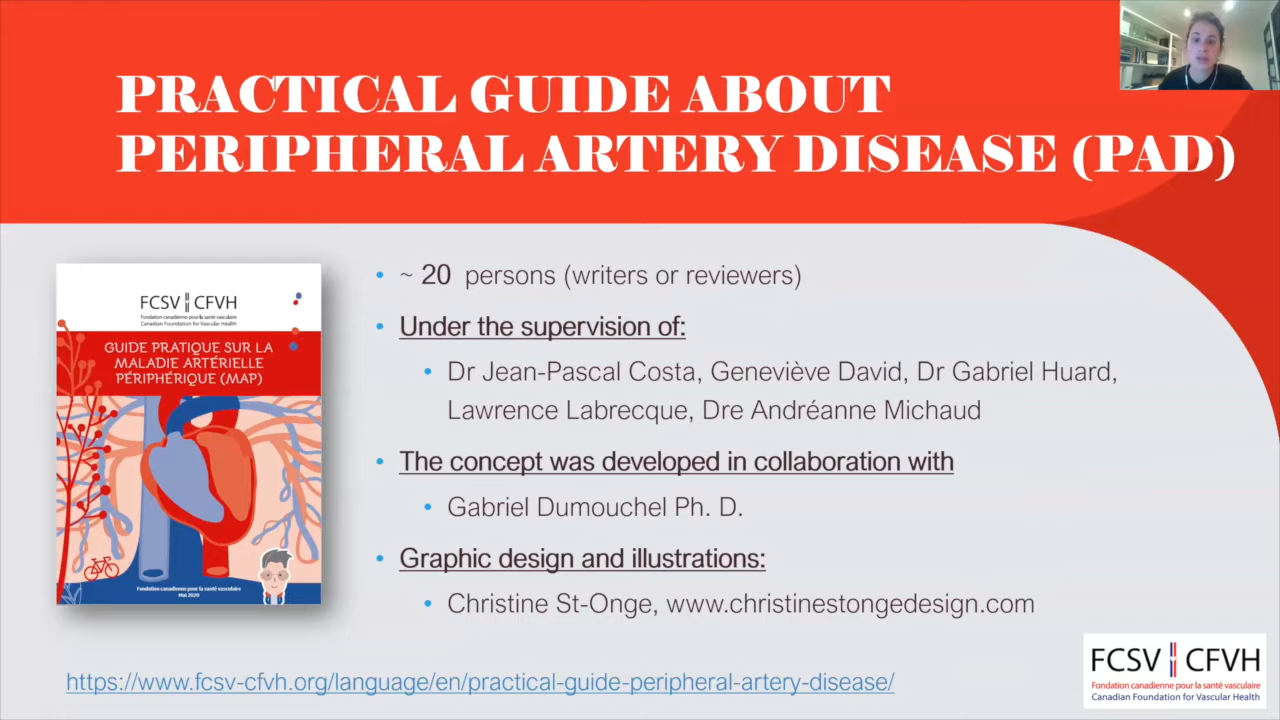 PRACTICAL GUIDE ABOUT
PERIPHERAL ARTERY DISEASE (PAD)
FCSV CFVH
Fondation canadienne pour la santé vasculaire
Canadian Foundation for Vascular Health
GUIDE PRATIQUE SUR LA
MALADIE ARTÉRIELLE
PÉRIPHÉRIQUE (MAP)
Fondation canadienne pour la santé vasculaire
Mai 2020
• ~ 20 persons (writers or reviewers)
• Under the supervision of:
• Dr Jean-Pascal Costa, Geneviève David, Dr Gabriel Huard,
Lawrence Labrecque, Dre Andréanne Michaud
• The concept was developed in collaboration with
• Gabriel Dumouchel Ph. D.
• Graphic design and illustrations:
• Christine St-Onge, www.christinestongedesign.com
https://www.fcsv-cfvh.org/language/en/practical-guide-peripheral-artery-disease/
FCSV CFVH
Fondation canadienne pour la santé vasculaire
Canadian Foundation for Vascular Health